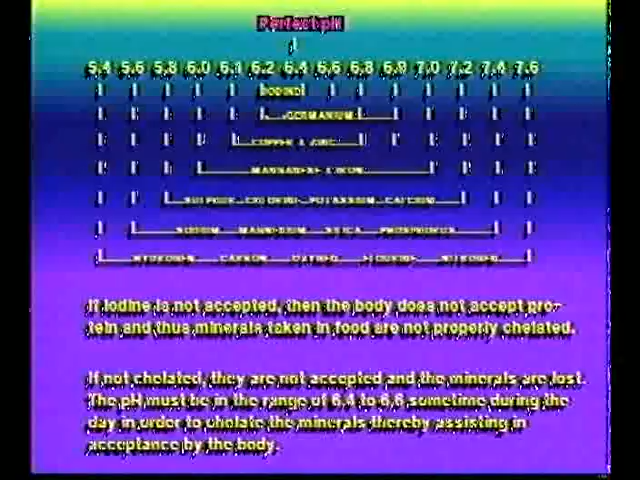 Perfect pH
5.4 5.6 5.8 6.0 6.1 6.2 6.4 6.6 6.8 6.9 7.0 7.2 7.4 7.6
IODINE
GERMANIUM
COPPER & ZINC
MANGANESE & IRON
SULFUR CHLORINE POTASSIUM CALCIUM
SODIUM MAGNESIUM SILICA PHOSPHORUS
HYDROGEN CARBON OXYGEN FLUORINE NITROGEN
If Iodine is not accepted, then the body does not accept pro-
tein and thus minerals taken in food are not properly chelated.
If not chelated, they are not accepted and the minerals are lost.
The pH must be in the range of 6.4 to 6.6 sometime during the
day in order to chelate the minerals thereby assisting in
acceptance by the body.